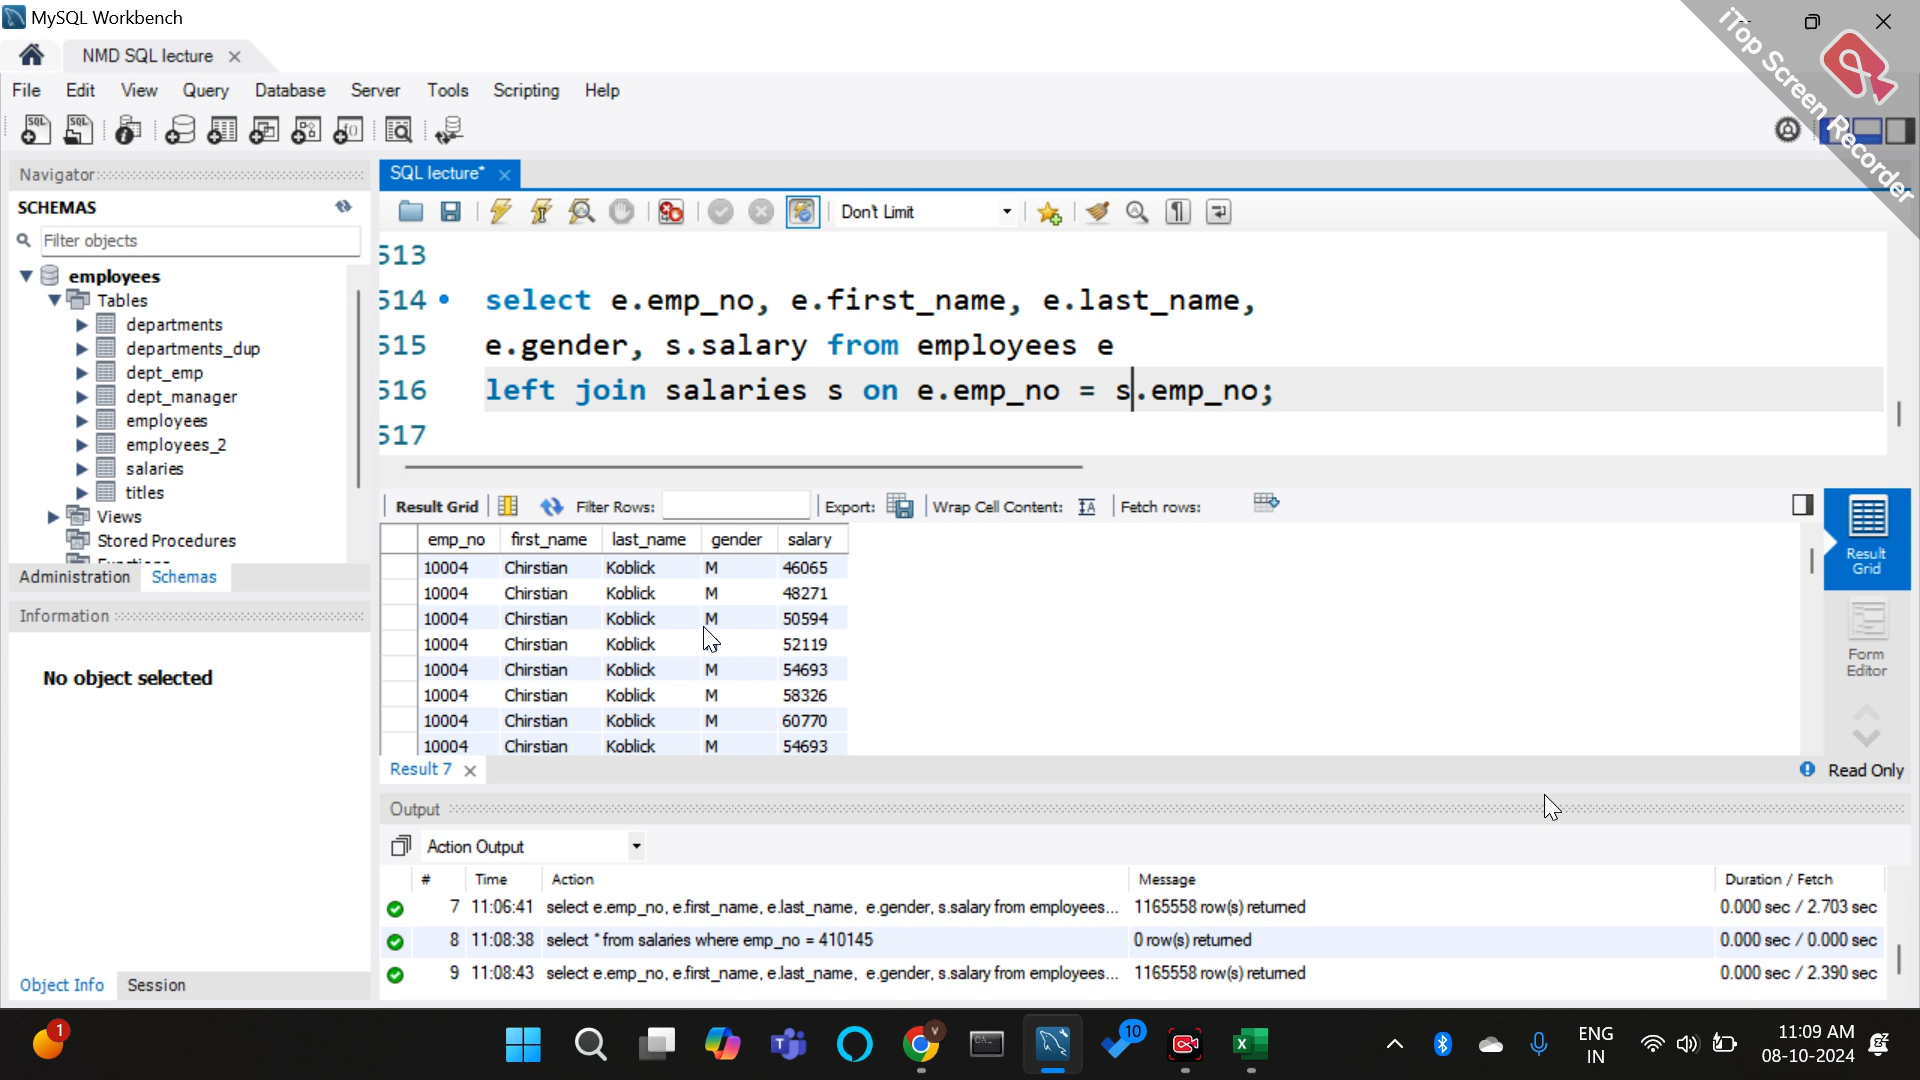 MySQL Workbench
iTop Screen Recorder
NMD SQL lecture
File Edit View Query Database Server Tools Scripting Help
Navigator
SCHEMAS
Filter objects
employees
Tables
departments
departments_dup
dept_emp
dept_manager
employees
employees_2
salaries
titles
Views
Stored Procedures
Administration Schemas
Information
No object selected
Object Info Session
SQL lecture*
Don't Limit
513
514 select e.emp_no, e.first_name, e.last_name,
515 e.gender, s.salary from employees e
516 left join salaries s on e.emp_no = s.emp_no;
517
Result Grid Filter Rows: Export: Wrap Cell Content: Fetch rows:
emp_no first_name last_name gender salary
10004 Chirstian Koblick M 46065
10004 Chirstian Koblick M 48271
10004 Chirstian Koblick M 50594
10004 Chirstian Koblick 52119
10004 Chirstian Koblick M 54693
10004 Chirstian Koblick M 58326
10004 Chirstian Koblick M 60770
10004 Chirstian Koblick M 54693
Result Grid
Form Editor
Result 7
Read Only
Output
Action Output
# Time Action Message Duration / Fetch
7 11:06:41 select e.emp_no, e.first_name, e.last_name, e.gender, s.salary from employees... 1165558 row(s) returned 0.000 sec / 2.703 sec
8 11:08:38 select * from salaries where emp_no = 410145 0 row(s) returned 0.000 sec / 0.000 sec
9 11:08:43 select e.emp_no, e.first_name, e.last_name, e.gender, s.salary from employees... 1165558 row(s) returned 0.000 sec / 2.390 sec
1
10
ENG
IN
11:09 AM
08-10-2024